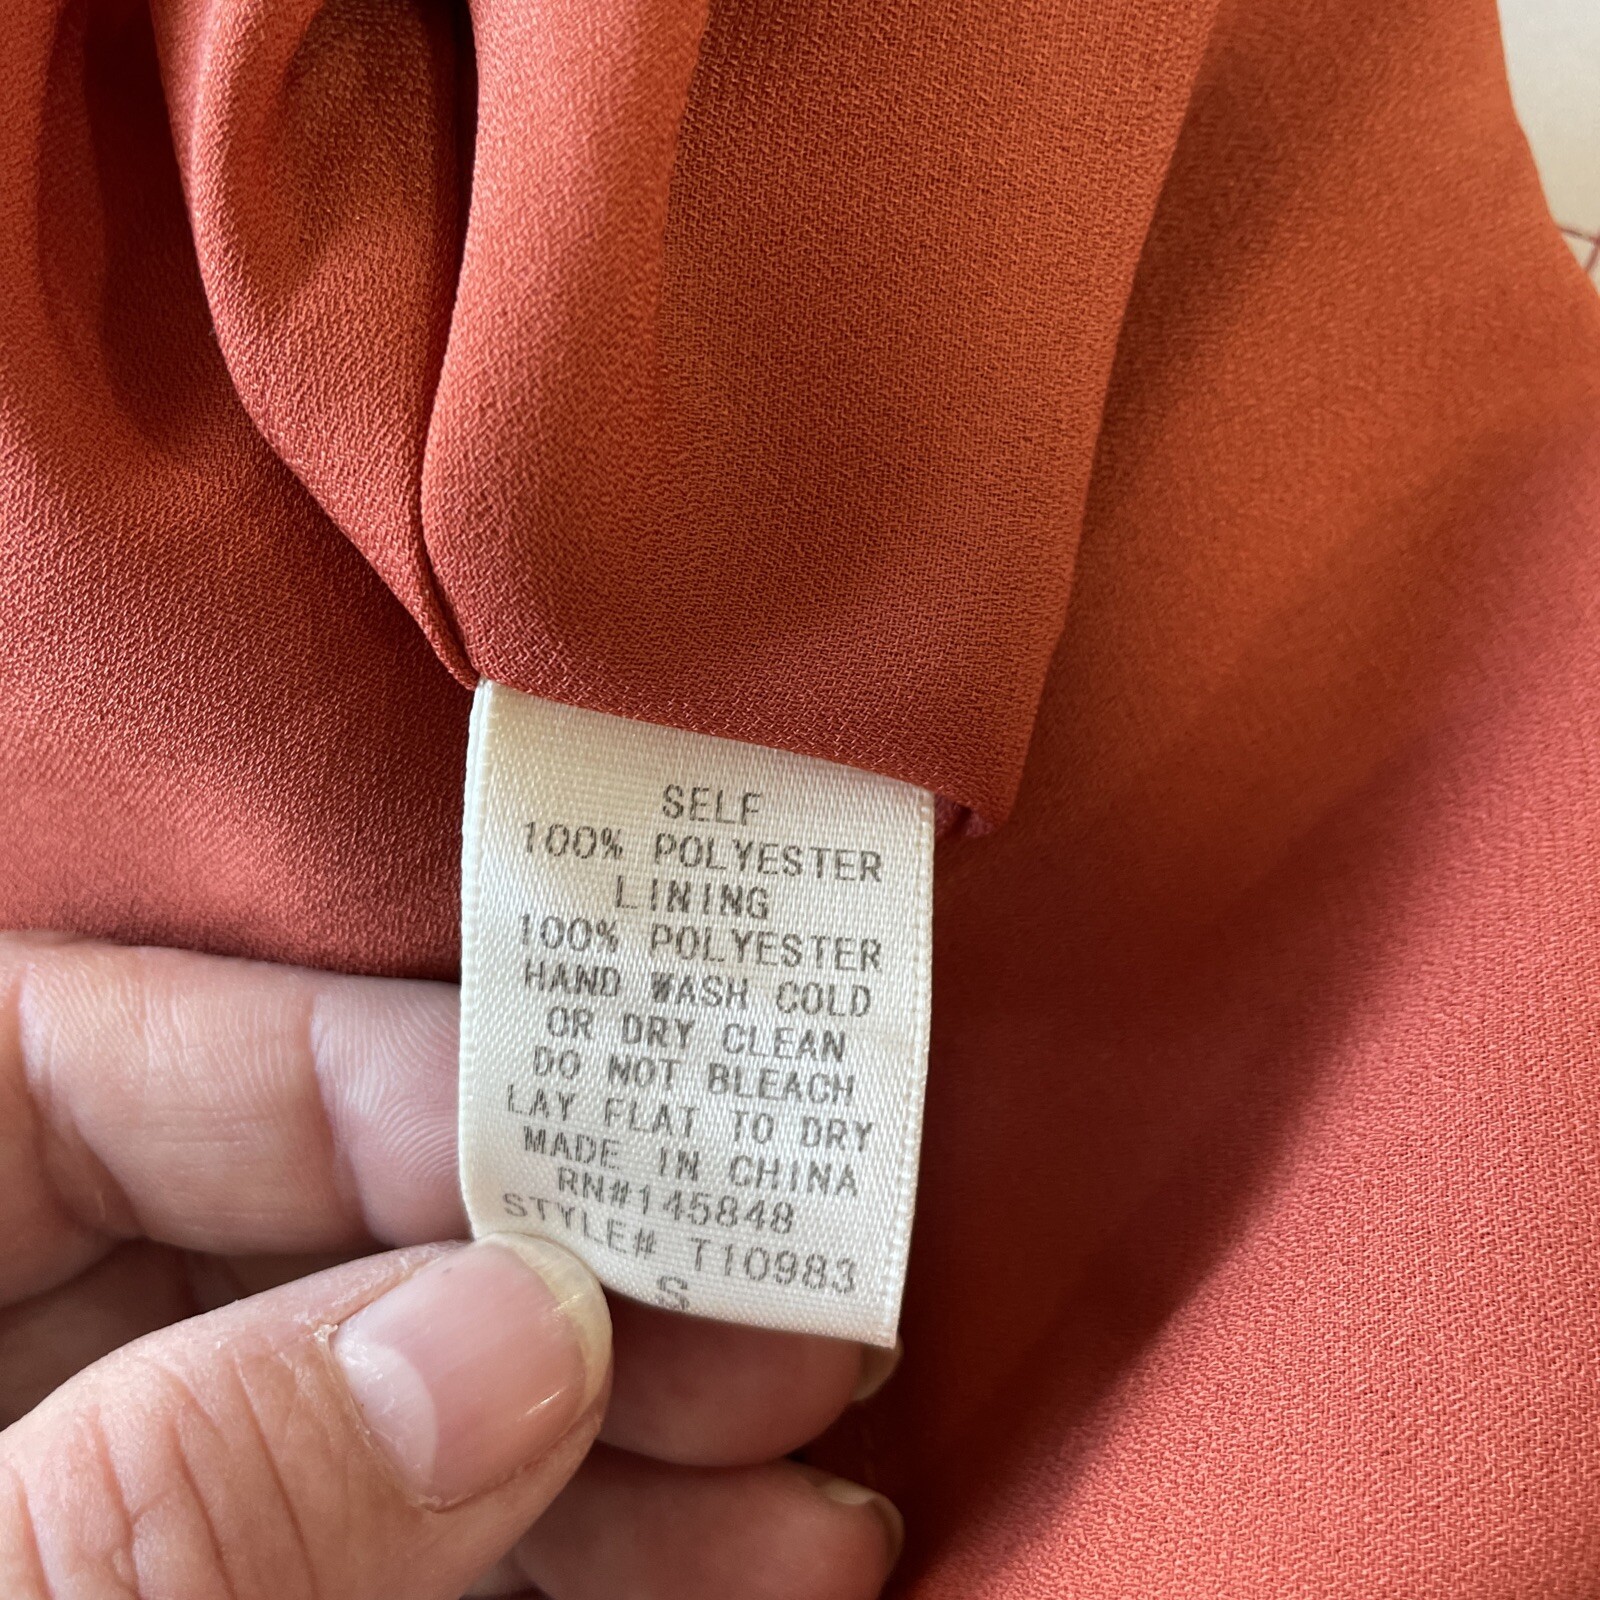 SELF
100% POLYESTER
LINING
100% POLYESTER
HAND WASH COLD
OR DRY CLEAN
DO NOT BLEACH
LAY FLAT TO DRY
MADE IN CHINA
RN#145848
STYLE# T10983
S